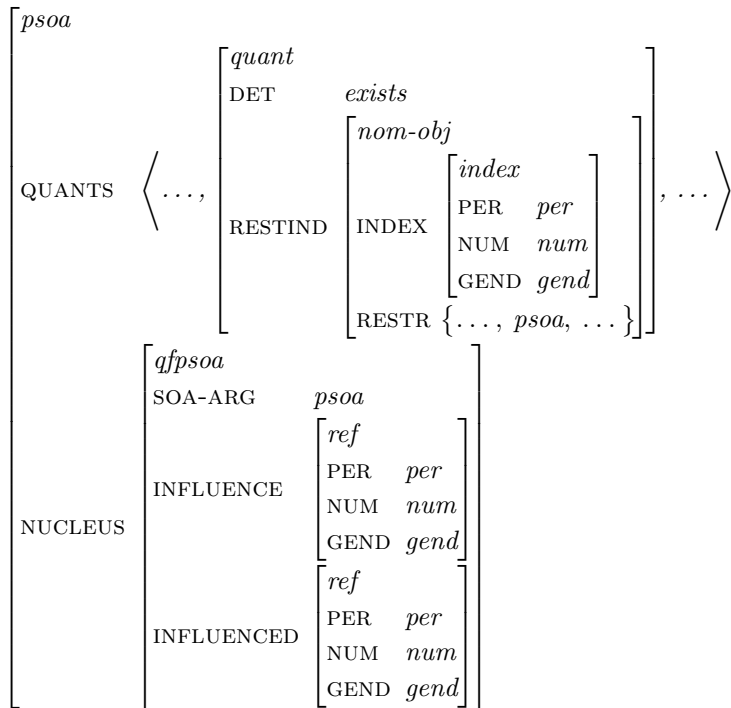 psoa
quant
DET exists
nom-obj
index
PER per
QUANTS ⟨ ..., RESTIND INDEX NUM num , ... ⟩
GEND gend
RESTR {..., psoa, ...}
qfpsoa
SOA-ARG psoa
ref
PER per
INFLUENCE
NUM num
NUCLEUS GEND gend
ref
PER per
INFLUENCED
NUM num
GEND gend